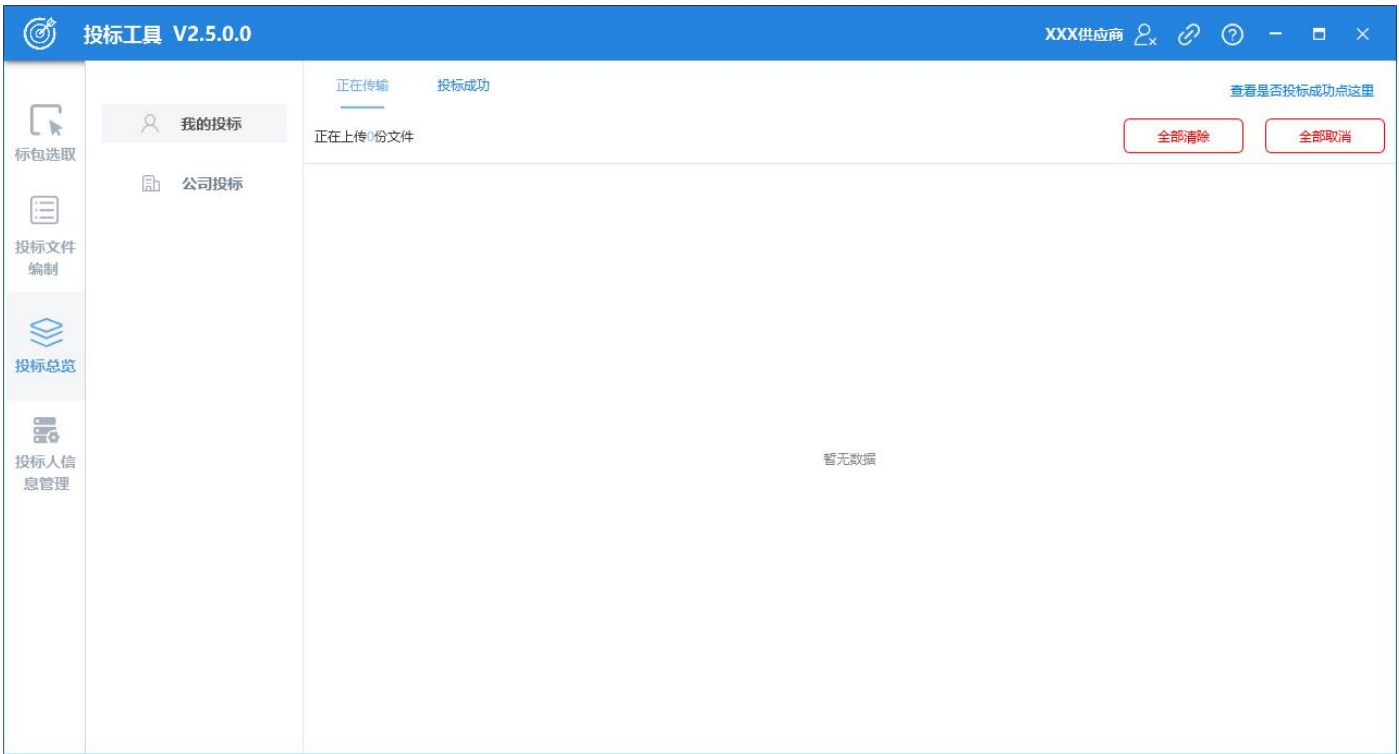 投标工具 V2.5.0.0
XXX供应商
正在传输
投标成功
查看是否投标成功点这里
标包选取
我的投标
正在上传0份文件
全部清除
全部取消
公司投标
投标文件
编制
投标总览
投标人信
息管理
暂无数据